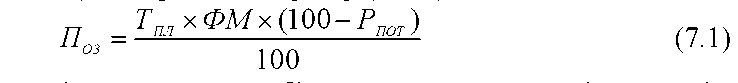 П_ОЗ = (Т_ПЛ × ФМ × (100 − Р_ПОТ)) / 100 (7.1)